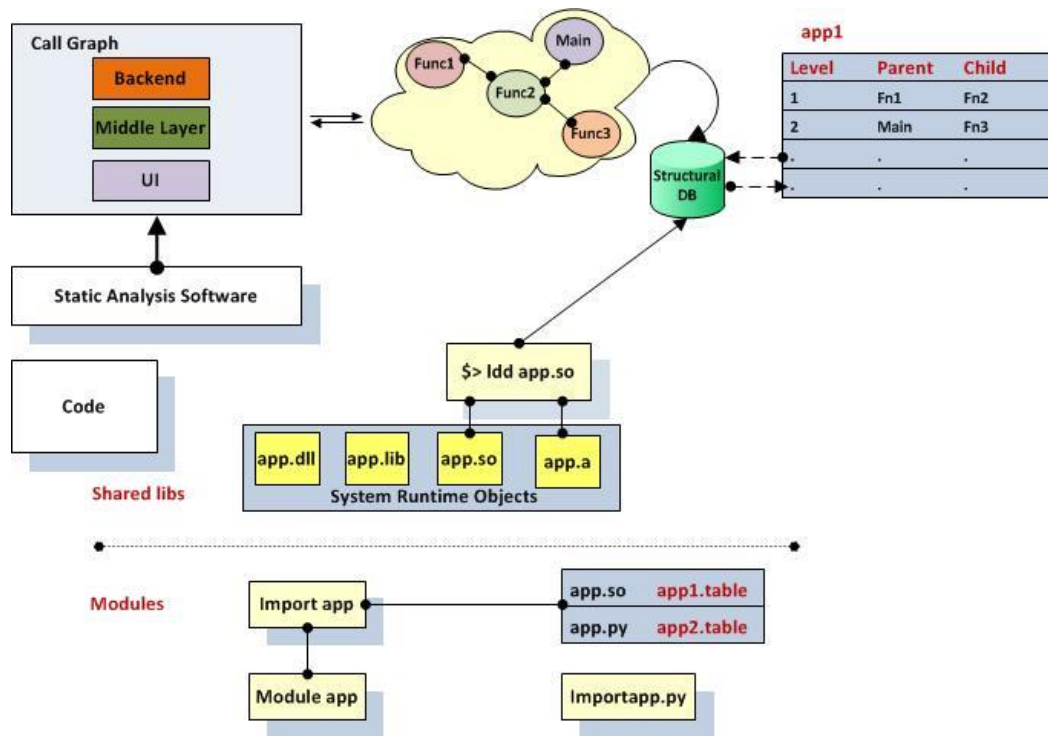 Call Graph
Backend
Middle Layer
UI
Func1
Main
Func2
Func3
app1
Level Parent Child
1 Fn1 Fn2
2 Main Fn3
. . .
. . .
Structural
DB
Static Analysis Software
$> ldd app.so
Code
app.dll app.lib app.so app.a
System Runtime Objects
Shared libs
Modules
Import app
app.so app1.table
app.py app2.table
Module app
Importapp.py